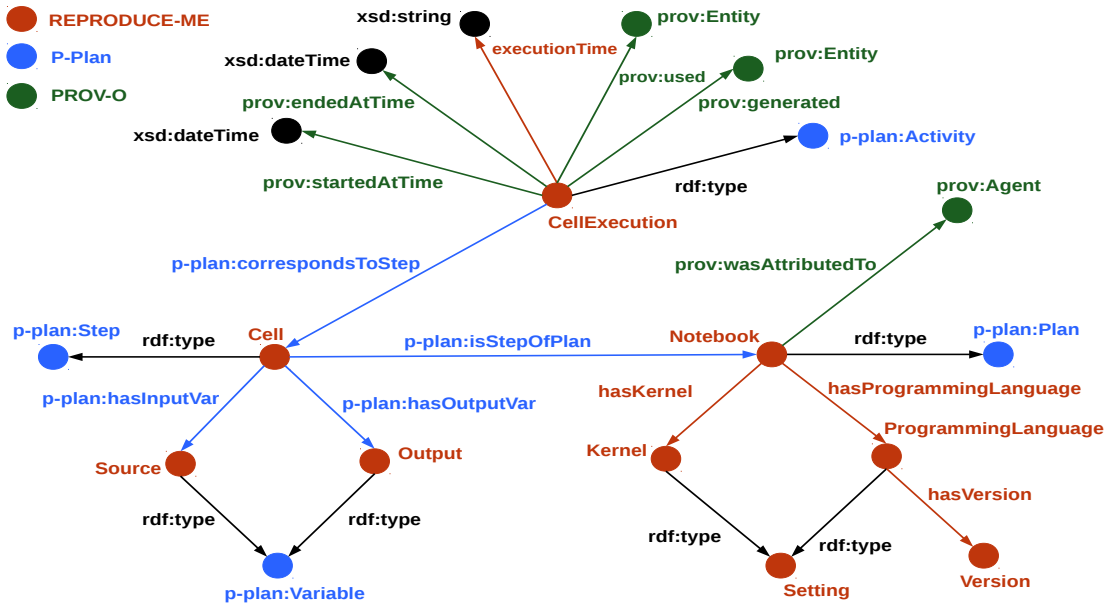 REPRODUCE-ME
P-Plan
PROV-O
xsd:string
executionTime
prov:Entity
xsd:dateTime
prov:used
prov:Entity
prov:endedAtTime
prov:generated
xsd:dateTime
p-plan:Activity
prov:startedAtTime
rdf:type
prov:Agent
CellExecution
p-plan:correspondsToStep
prov:wasAttributedTo
p-plan:Step
rdf:type
Cell
p-plan:isStepOfPlan
Notebook
rdf:type
p-plan:Plan
p-plan:hasInputVar
p-plan:hasOutputVar
hasKernel
hasProgrammingLanguage
ProgrammingLanguage
Source
Output
Kernel
hasVersion
rdf:type
rdf:type
rdf:type
rdf:type
p-plan:Variable
Setting
Version